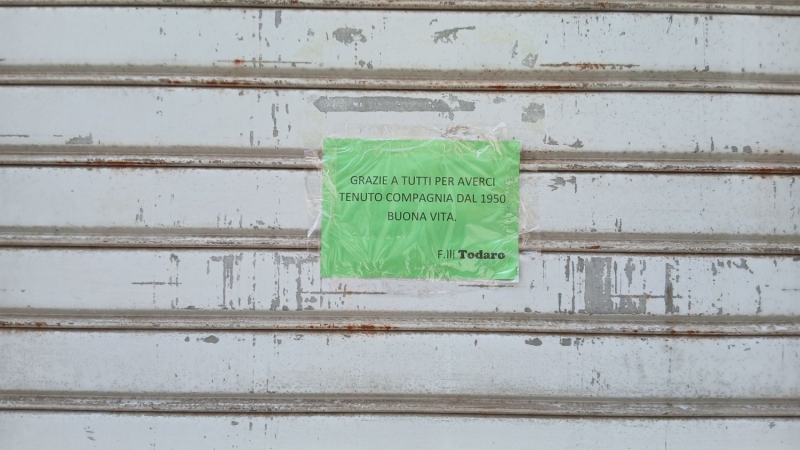 GRAZIE A TUTTI PER AVERCI
TENUTO COMPAGNIA DAL 1950
BUONA VITA.
F.lli Todaro